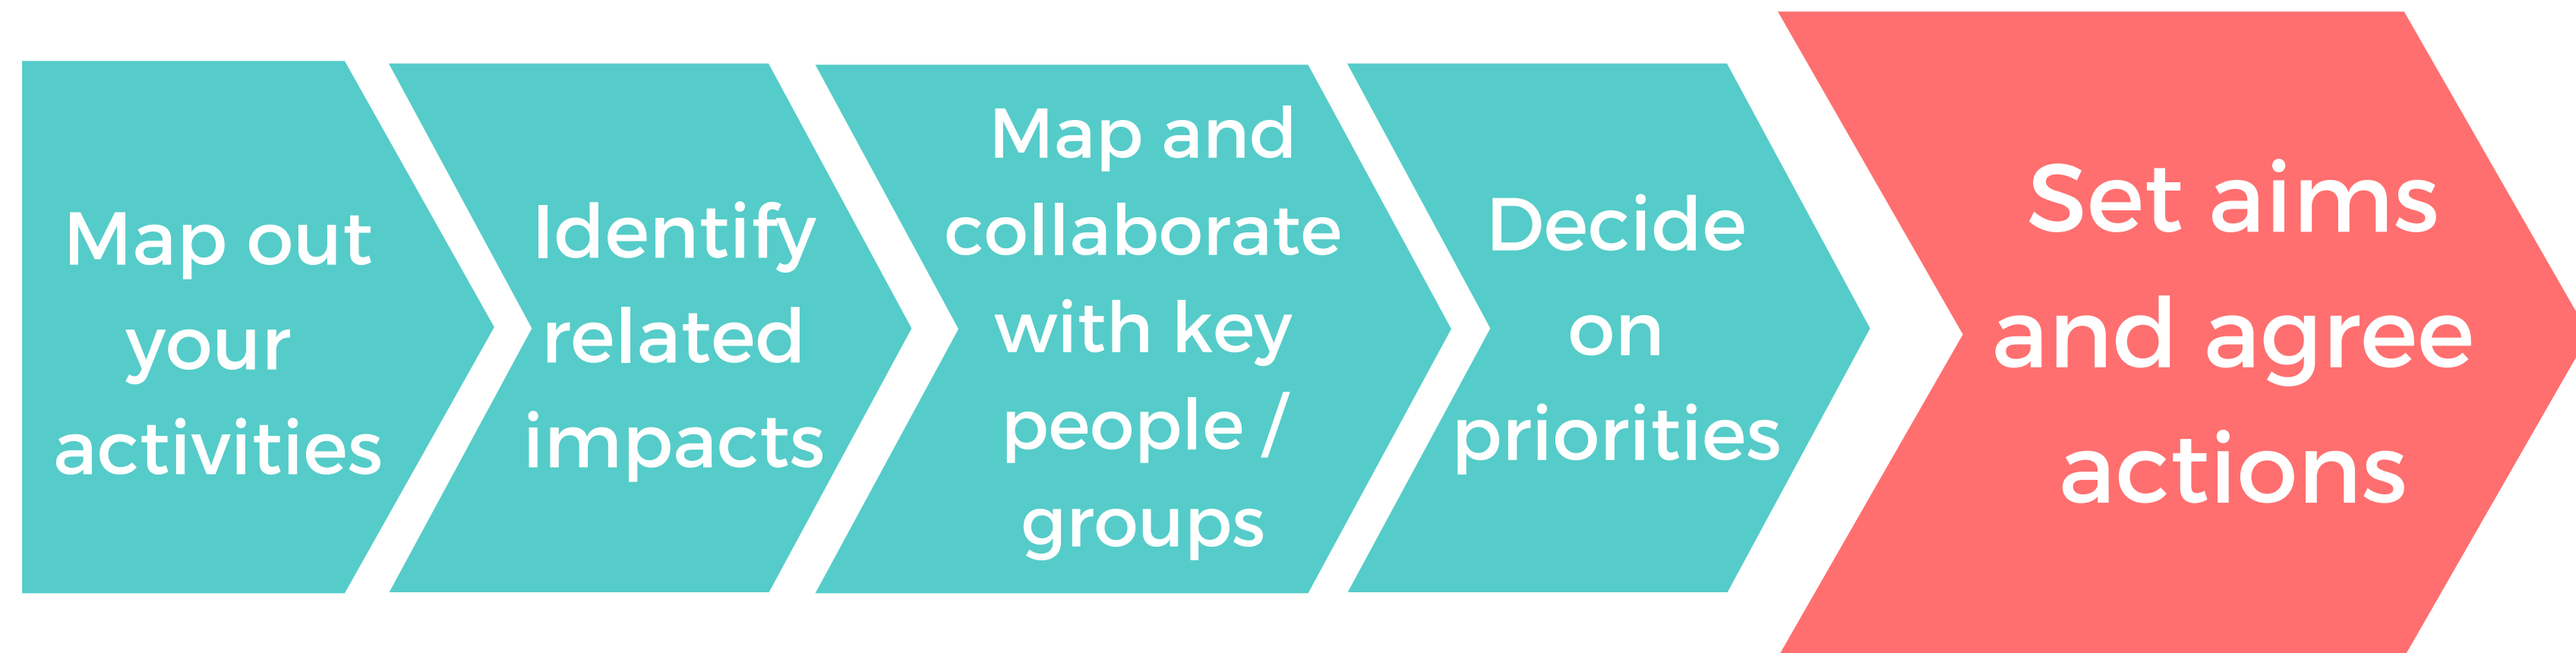 Map out
your
activities
Identify
related
impacts
Map and
collaborate
with key
people /
groups
Decide
on
priorities
Set aims
and agree
actions